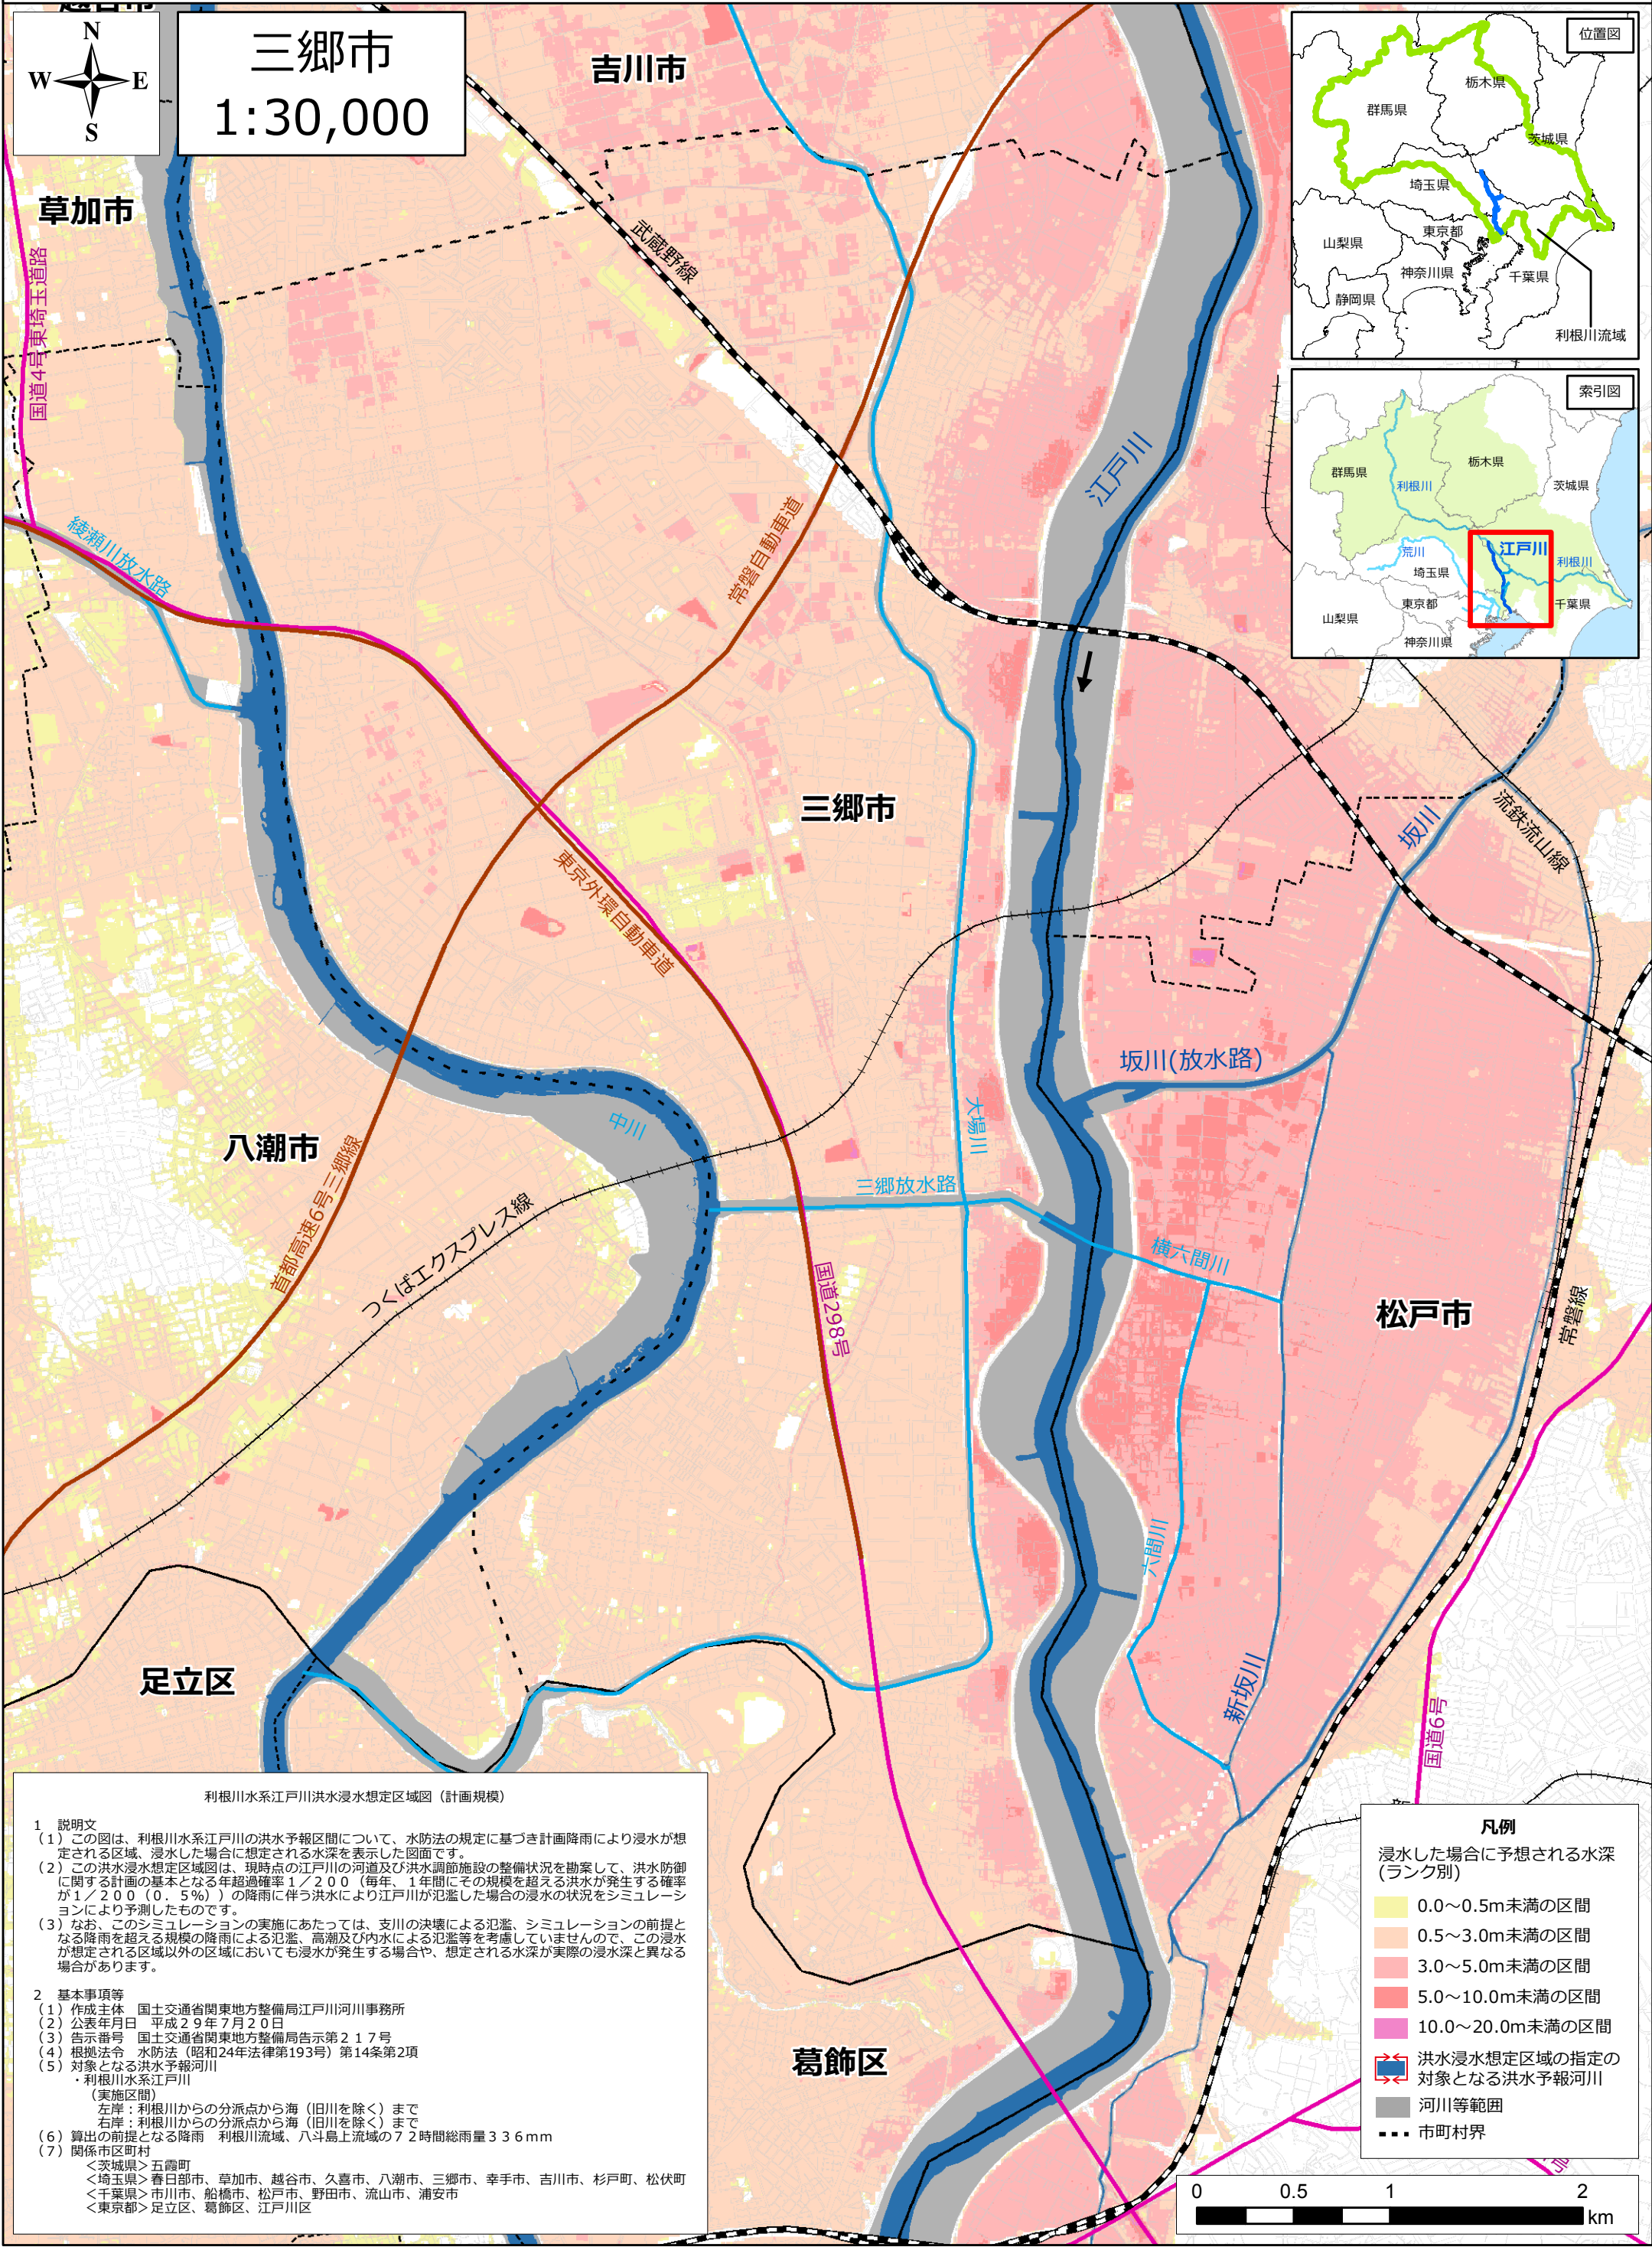 越谷市
N
W E
S
三郷市
1:30,000
吉川市
草加市
国道4号東埼玉道路
武蔵野線
江戸川
綾瀬川放水路
常磐自動車道
三郷市
東京外環自動車道
坂川
流鉄流山線
坂川(放水路)
中川
大場川
八潮市
首都高速6号三郷線
つくばエクスプレス線
三郷放水路
横六間川
国道298号
松戸市
常磐線
六間川
新坂川
足立区
国道6号
葛飾区
位置図
栃木県
群馬県
茨城県
埼玉県
東京都
山梨県
神奈川県
千葉県
静岡県
利根川流域
索引図
栃木県
群馬県
利根川
茨城県
荒川
江戸川
利根川
埼玉県
東京都
千葉県
山梨県
神奈川県
利根川水系江戸川洪水浸水想定区域図（計画規模）
1 説明文
（１）この図は、利根川水系江戸川の洪水予報区間について、水防法の規定に基づき計画降雨により浸水が想
定される区域、浸水した場合に想定される水深を表示した図面です。
（２）この洪水浸水想定区域図は、現時点の江戸川の河道及び洪水調節施設の整備状況を勘案して、洪水防御
に関する計画の基本となる年超過確率１／２００（毎年、１年間にその規模を超える洪水が発生する確率
が１／２００（０．５%））の降雨に伴う洪水により江戸川が氾濫した場合の浸水の状況をシミュレーシ
ョンにより予測したものです。
（３）なお、このシミュレーションの実施にあたっては、支川の決壊による氾濫、シミュレーションの前提と
なる降雨を超える規模の降雨による氾濫、高潮及び内水による氾濫等を考慮していませんので、この浸水
が想定される区域以外の区域においても浸水が発生する場合や、想定される水深が実際の浸水深と異なる
場合があります。
2 基本事項等
（１）作成主体 国土交通省関東地方整備局江戸川河川事務所
（２）公表年月日 平成２９年７月２０日
（３）告示番号 国土交通省関東地方整備局告示第２１７号
（４）根拠法令 水防法（昭和24年法律第193号）第14条第2項
（５）対象となる洪水予報河川
・利根川水系江戸川
（実施区間）
左岸：利根川からの分派点から海（旧川を除く）まで
右岸：利根川からの分派点から海（旧川を除く）まで
（６）算出の前提となる降雨 利根川流域、八斗島上流域の７２時間総雨量３３６mm
（７）関係市区町村
＜茨城県＞五霞町
＜埼玉県＞春日部市、草加市、越谷市、久喜市、八潮市、三郷市、幸手市、吉川市、杉戸町、松伏町
＜千葉県＞市川市、船橋市、松戸市、野田市、流山市、浦安市
＜東京都＞足立区、葛飾区、江戸川区
凡例
浸水した場合に予想される水深
(ランク別)
0.0～0.5m未満の区間
0.5～3.0m未満の区間
3.0～5.0m未満の区間
5.0～10.0m未満の区間
10.0～20.0m未満の区間
洪水浸水想定区域の指定の
対象となる洪水予報河川
河川等範囲
市町村界
0 0.5 1 2
km